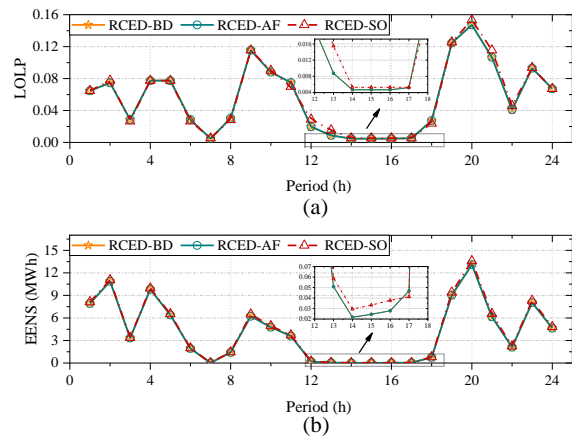 RCED-BD RCED-AF RCED-SO
LOLP
0.16
0.12
0.08
0.04
0.00
0.016
0.012
0.008
0.004
0.000
12 13 14 15 16 17 18
0 4 8 12 16 20 24
Period (h)
(a)
RCED-BD RCED-AF RCED-SO
EENS (MWh)
15
12
9
6
3
0
0.07
0.06
0.05
0.04
0.03
0.02
12 13 14 15 16 17 18
0 4 8 12 16 20 24
Period (h)
(b)